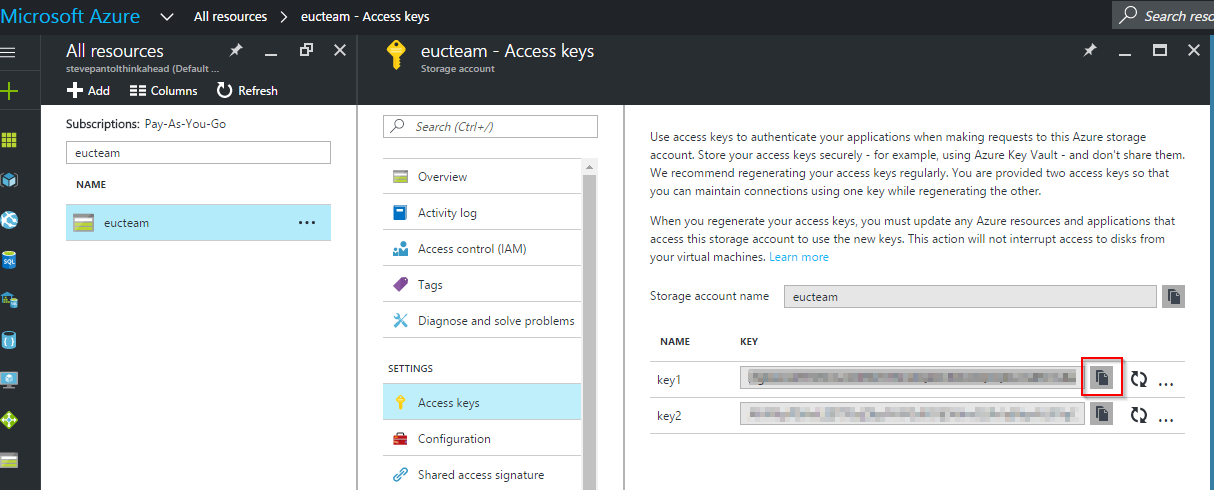 Microsoft Azure
All resources > eucteam - Access keys
Search reso
All resources
stevepantolthinkahead (Default ...
Add
Columns
Refresh
Subscriptions: Pay-As-You-Go
eucteam
NAME
eucteam
...
SQL
eucteam - Access keys
Storage account
Search (Ctrl+/)
Overview
Activity log
Access control (IAM)
Tags
Diagnose and solve problems
SETTINGS
Access keys
Configuration
Shared access signature
Use access keys to authenticate your applications when making requests to this Azure storage
account. Store your access keys securely - for example, using Azure Key Vault - and don't share them.
We recommend regenerating your access keys regularly. You are provided two access keys so that
you can maintain connections using one key while regenerating the other.
When you regenerate your access keys, you must update any Azure resources and applications that
access this storage account to use the new keys. This action will not interrupt access to disks from
your virtual machines. Learn more
Storage account name eucteam
NAME KEY
key1 ...
key2 ...